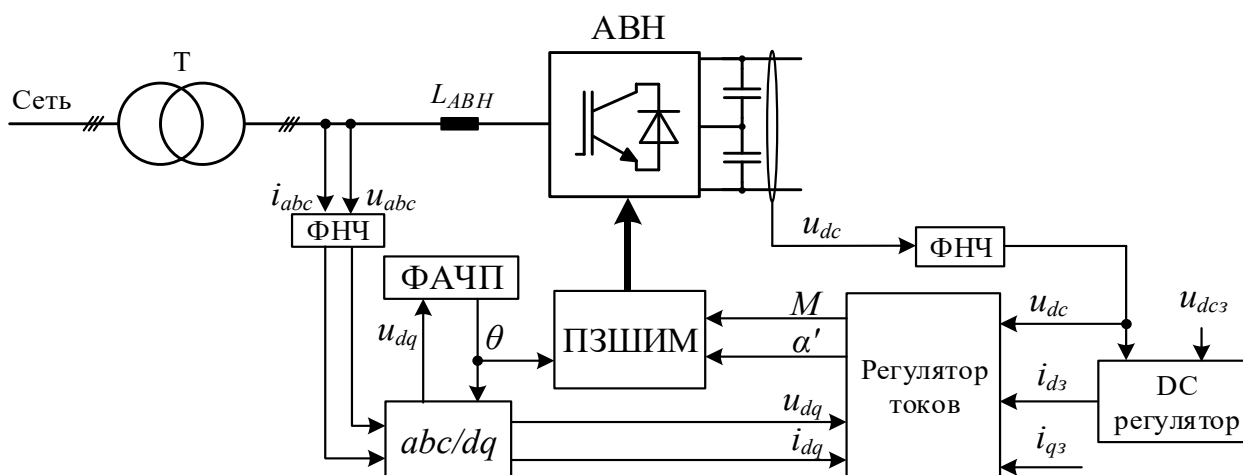 АВН
Т
Сеть
L_ABH
i_abc
u_abc
ФНЧ
u_dc
ФНЧ
ФАЧП
u_dq
θ
ПЗШИМ
M
α'
u_dc
u_dcз
Регулятор
токов
i_dз
DC
регулятор
abc/dq
u_dq
i_dq
i_qз